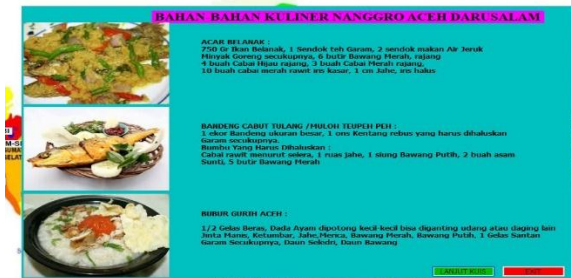 BAHAN BAHAN KULINER NANGGRO ACEH DARUSALAM
ACAR BELANAK :
750 Gr Ikan Belanak, 1 Sendok teh Garam, 2 sendok makan Air Jeruk
Minyak Goreng secukupnya, 6 butir Bawang Merah, rajang
4 buah Cabai Hijau rajang, 3 buah Cabai Merah rajang,
10 buah cabai merah rawit ins kasar, 1 cm Jahe, ins halus
BANDENG CABUT TULANG /MULOH TEUPEH PEH :
1 ekor Bandeng ukuran besar, 1 ons Kentang rebus yang harus dihaluskan
Garam secukupnya.
Bumbu Yang Harus Dihaluskan :
Cabai rawit menurut selera, 1 ruas jahe, 1 siung Bawang Putih, 2 buah asam
Sunti, 5 butir Bawang Merah
BUBUR GURIH ACEH :
1/2 Gelas Beras, Dada Ayam dipotong kecil-kecil bisa diganting udang atau daging lain
Jinta Manis, Ketumbar, Jahe,Merica, Bawang Merah, Bawang Putih, 1 Gelas Santan
Garam Secukupnya, Daun Seledri, Daun Bawang
LANJUT KUIS
EXIT